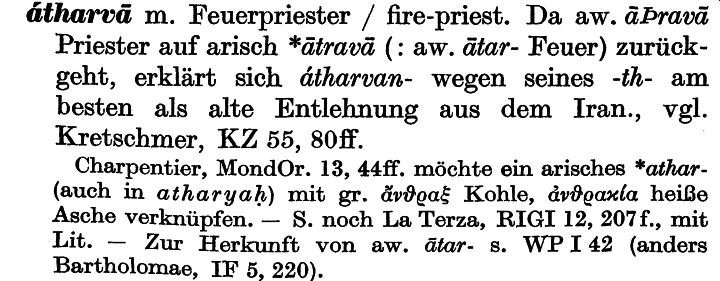 átharvā m. Feuerpriester / fire-priest. Da aw. āϑravā
Priester auf arisch *ātravā (: aw. ātar- Feuer) zurück-
geht, erklärt sich átharvan- wegen seines -th- am
besten als alte Entlehnung aus dem Iran., vgl.
Kretschmer, KZ 55, 80ff.
Charpentier, MondOr. 13, 44ff. möchte ein arisches *athar-
(auch in atharyaḥ) mit gr. ἄνϑραξ Kohle, ἀνϑρακία heiße
Asche verknüpfen. — S. noch La Terza, RIGI 12, 207f., mit
Lit. — Zur Herkunft von aw. ātar- s. WP I 42 (anders
Bartholomae, IF 5, 220).